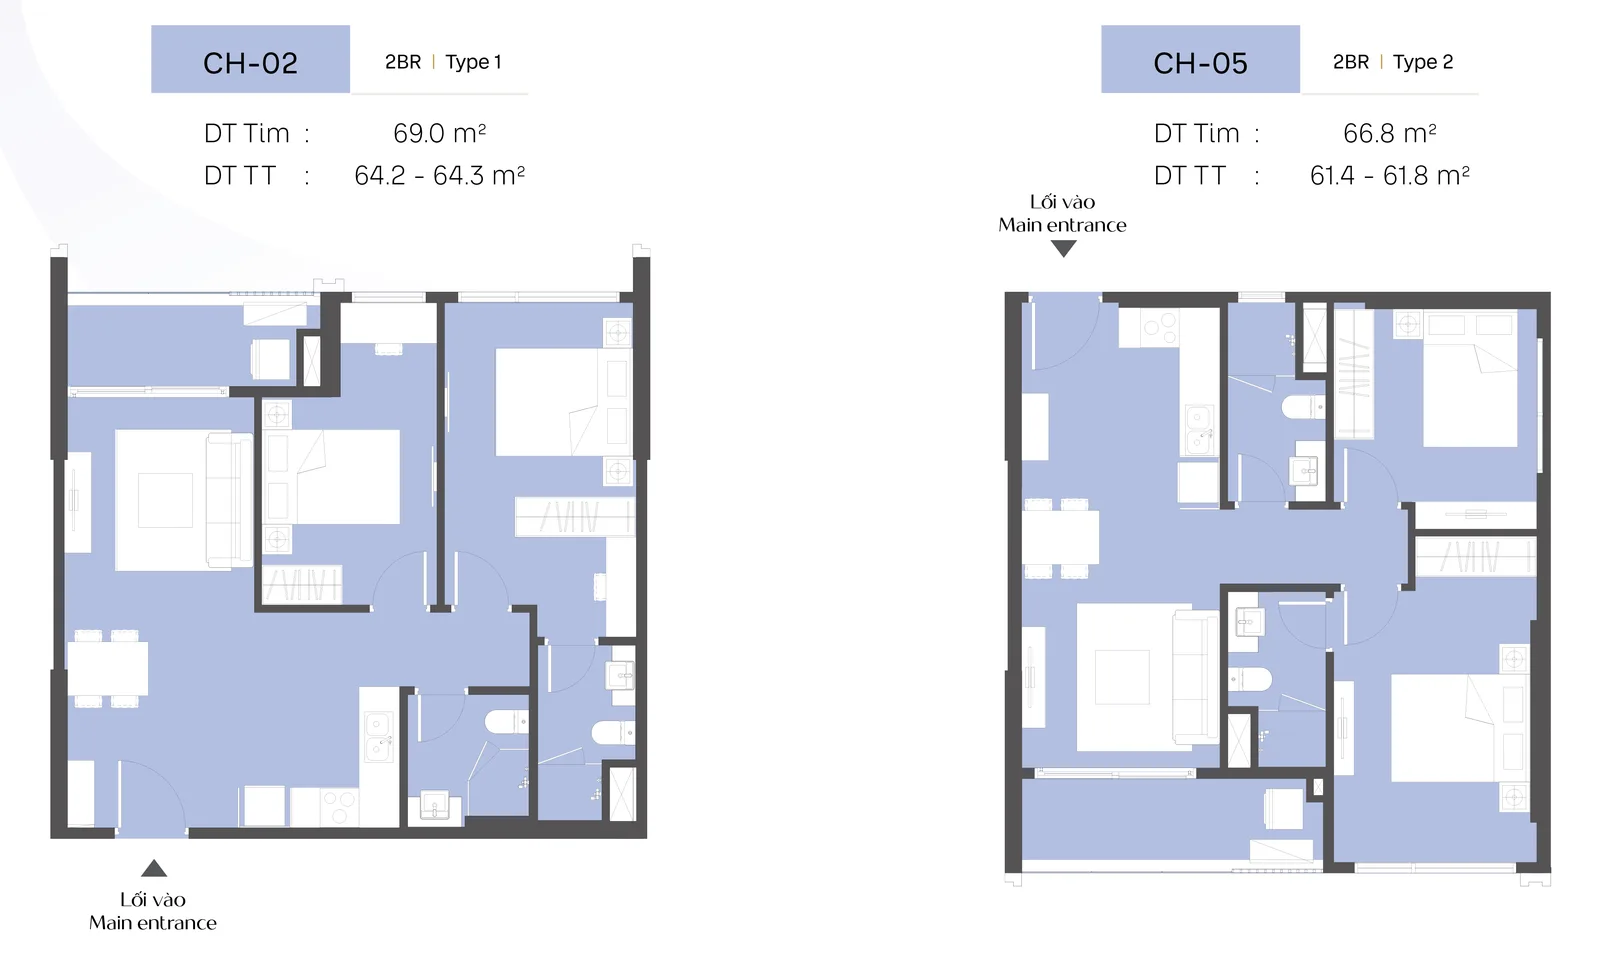 CH-02
2BR | Type 1
DT Tim : 69.0 m²
DT TT : 64.2 - 64.3 m²
Lối vào
Main entrance
CH-05
2BR | Type 2
DT Tim : 66.8 m²
DT TT : 61.4 - 61.8 m²
Lối vào
Main entrance